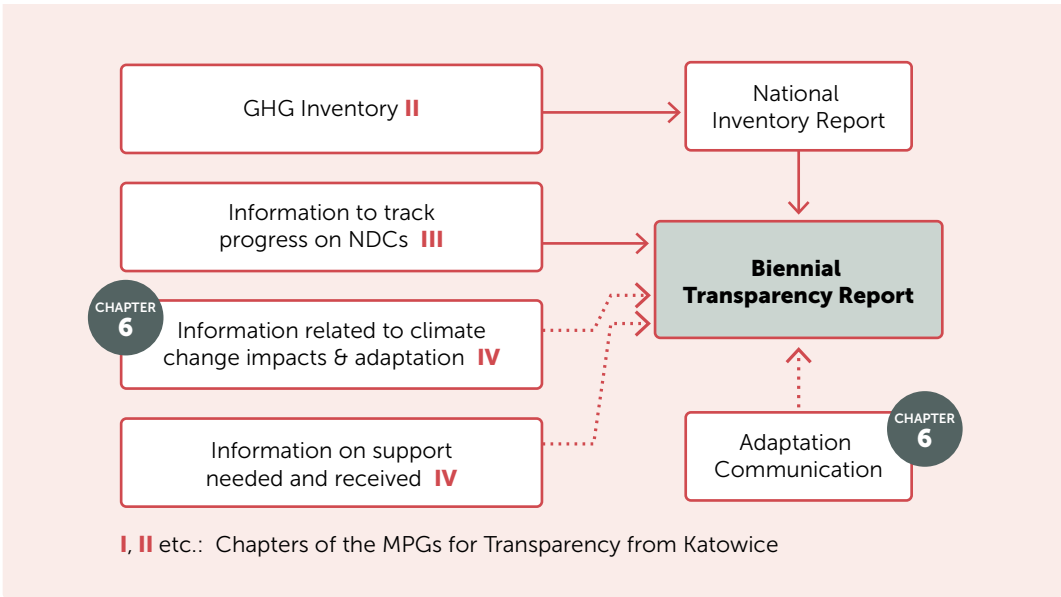 GHG Inventory II
National
Inventory Report
Information to track
progress on NDCs III
Biennial
Transparency Report
CHAPTER
6
Information related to climate
change impacts & adaptation IV
Information on support
needed and received IV
Adaptation
Communication
CHAPTER
6
I, II etc.: Chapters of the MPGs for Transparency from Katowice